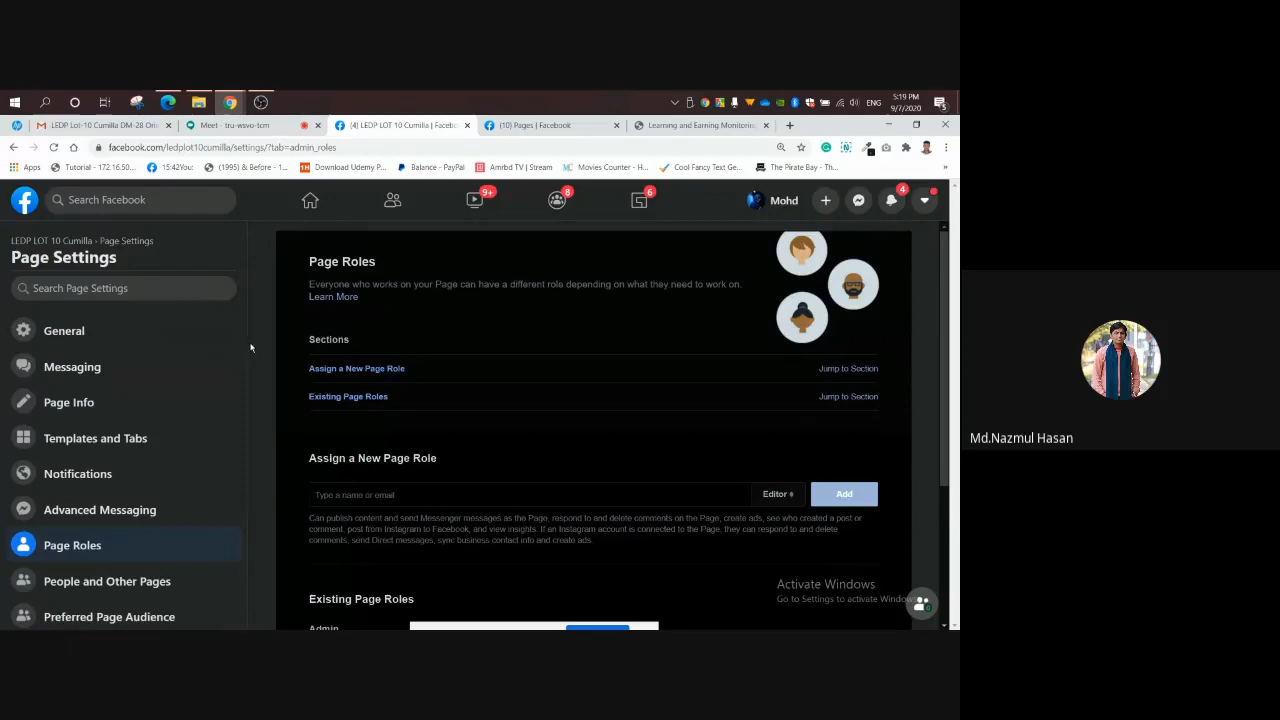 ENG
5:19 PM
9/7/2020
LEDP Lot-10 Cumilla DM-28 Orie
Meet - tru-wsvo-tcm
(4) LEDP LOT 10 Cumilla | Facebo
(10) Pages | Facebook
Learning and Earning Monitoring
facebook.com/ledplot10cumilla/settings/?tab=admin_roles
Apps
Tutorial - 172.16.50...
15:42Your...
(1995) & Before - 1...
Download Udemy P...
Balance - PayPal
Amrbd TV | Stream
Movies Counter - H...
Cool Fancy Text Ge...
The Pirate Bay - Th...
Search Facebook
9+
8
6
Mohd
4
LEDP LOT 10 Cumilla › Page Settings
Page Settings
Search Page Settings
General
Messaging
Page Info
Templates and Tabs
Notifications
Advanced Messaging
Page Roles
People and Other Pages
Preferred Page Audience
Page Roles
Everyone who works on your Page can have a different role depending on what they need to work on.
Learn More
Sections
Assign a New Page Role
Jump to Section
Existing Page Roles
Jump to Section
Assign a New Page Role
Type a name or email
Editor
Add
Can publish content and send Messenger messages as the Page, respond to and delete comments on the Page, create ads, see who created a post or
comment, post from Instagram to Facebook, and view insights. If an Instagram account is connected to the Page, they can respond to and delete
comments, send Direct messages, sync business contact info and create ads.
Existing Page Roles
Admin
Activate Windows
Go to Settings to activate Windows
Md.Nazmul Hasan